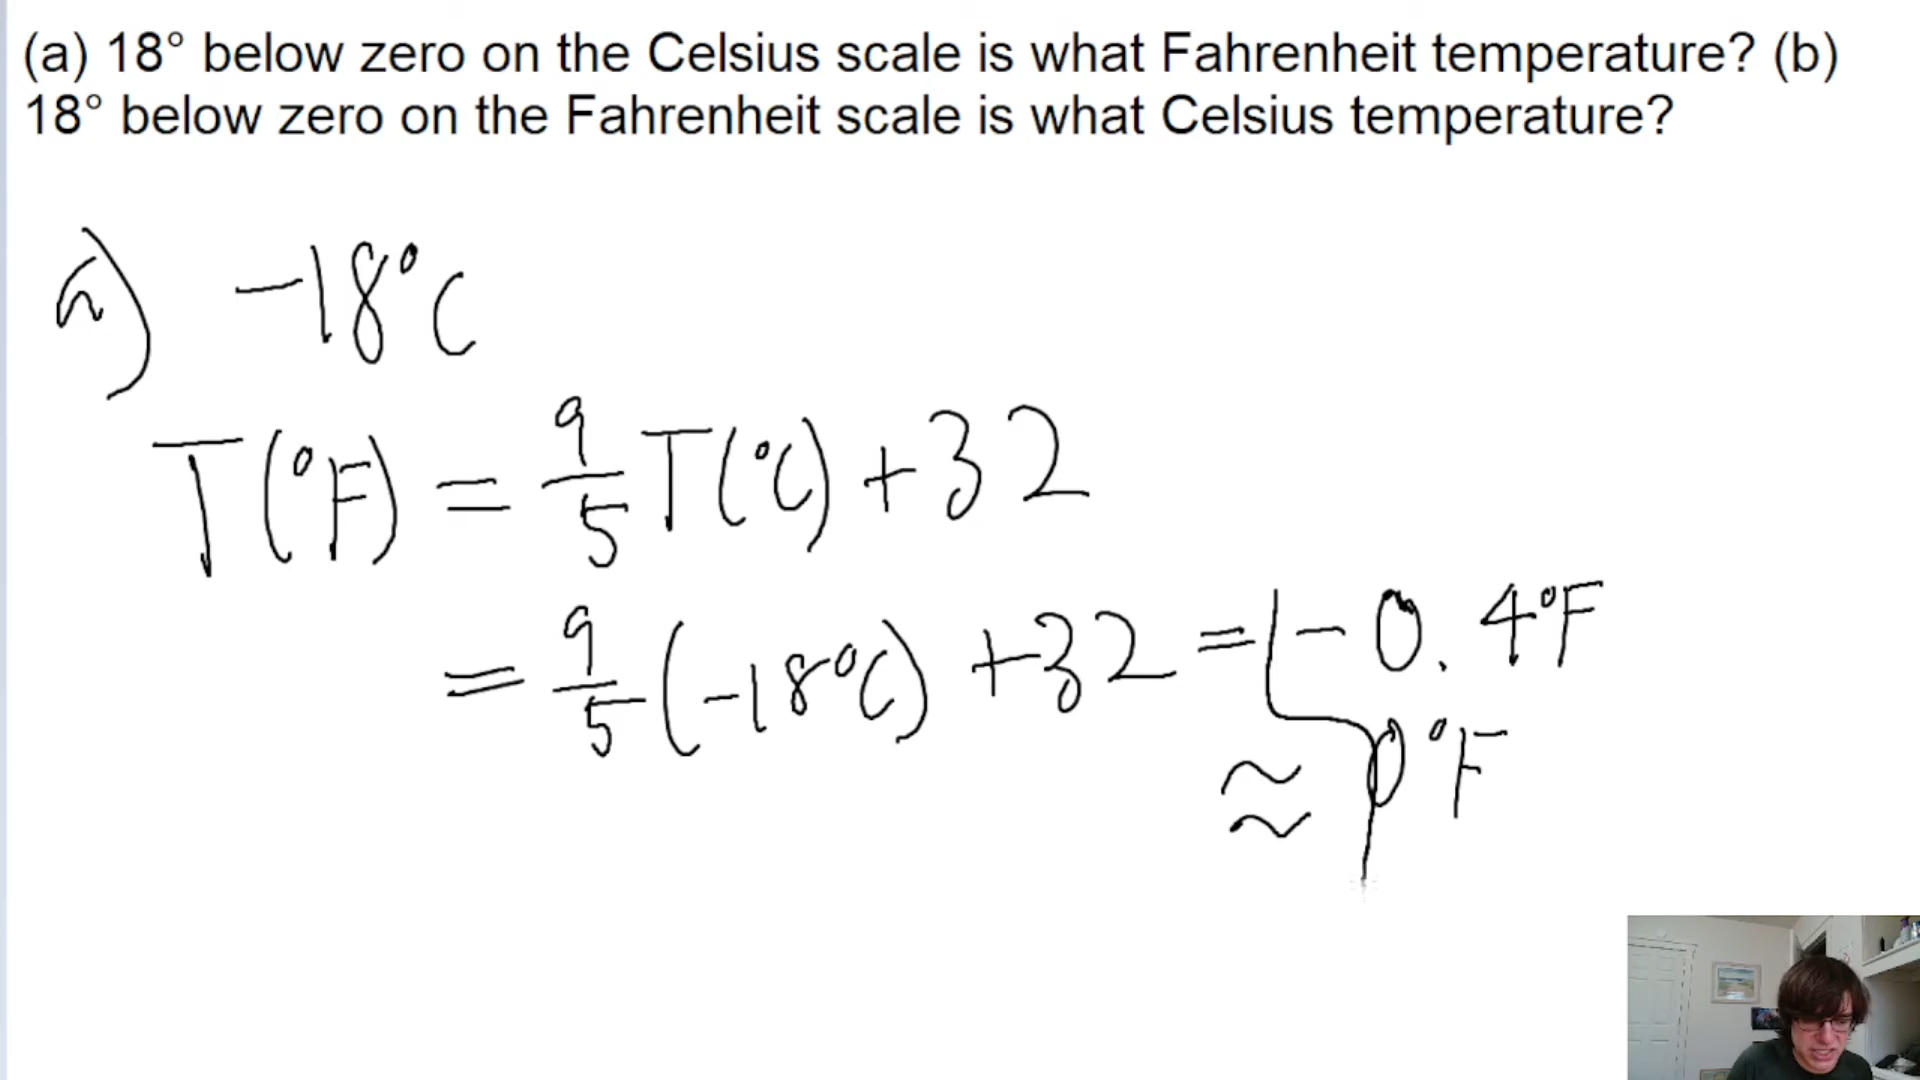 (a) 18° below zero on the Celsius scale is what Fahrenheit temperature? (b)
18° below zero on the Fahrenheit scale is what Celsius temperature?
a) -18°C
T(°F) = 9/5 T(°C) + 32
= 9/5 (-18°C) + 32 = -0.4°F
≈ 0°F